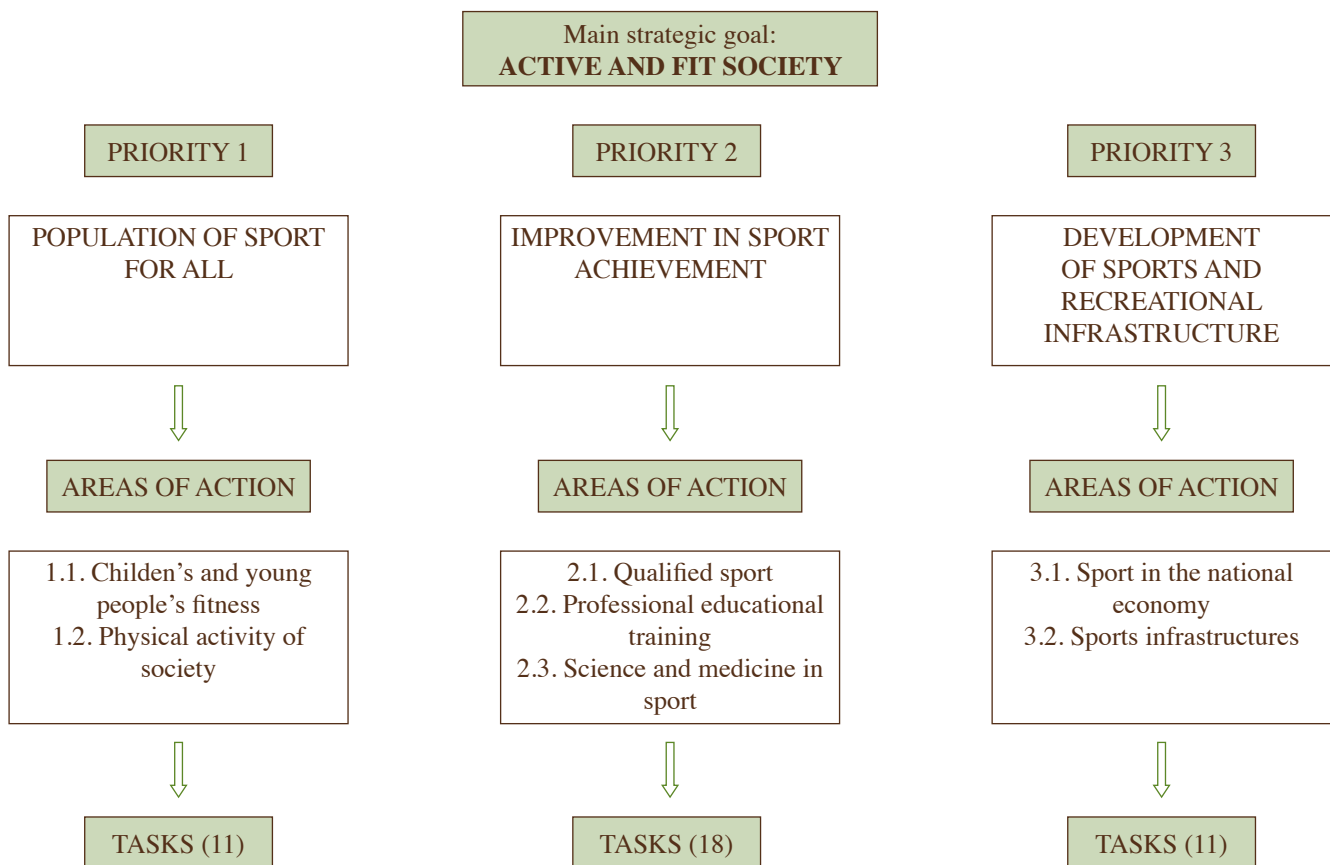 Main strategic goal:
ACTIVE AND FIT SOCIETY
PRIORITY 1
POPULATION OF SPORT
FOR ALL
AREAS OF ACTION
1.1. Childen's and young
people's fitness
1.2. Physical activity of
society
TASKS (11)
PRIORITY 2
IMPROVEMENT IN SPORT
ACHIEVEMENT
AREAS OF ACTION
2.1. Qualified sport
2.2. Professional educational
training
2.3. Science and medicine in
sport
TASKS (18)
PRIORITY 3
DEVELOPMENT
OF SPORTS AND
RECREATIONAL
INFRASTRUCTURE
AREAS OF ACTION
3.1. Sport in the national
economy
3.2. Sports infrastructures
TASKS (11)